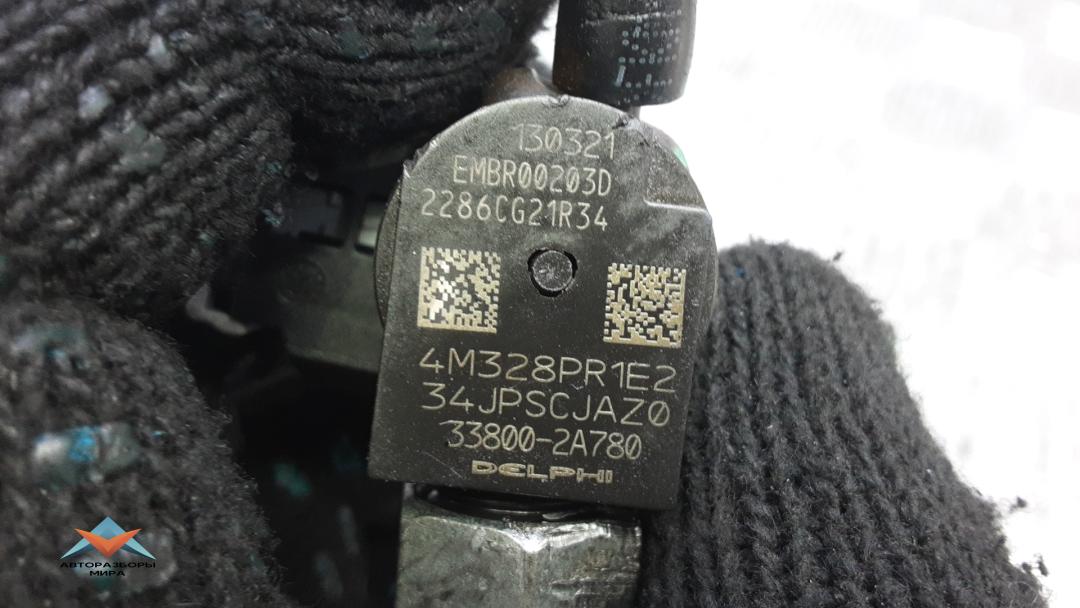 130321
EMBR00203D
2286CG21R34
4M328PR1E2
34JPSCJAZ0
33800-2A780
DELPHI
АВТОРАЗБОРЫ
МИРА